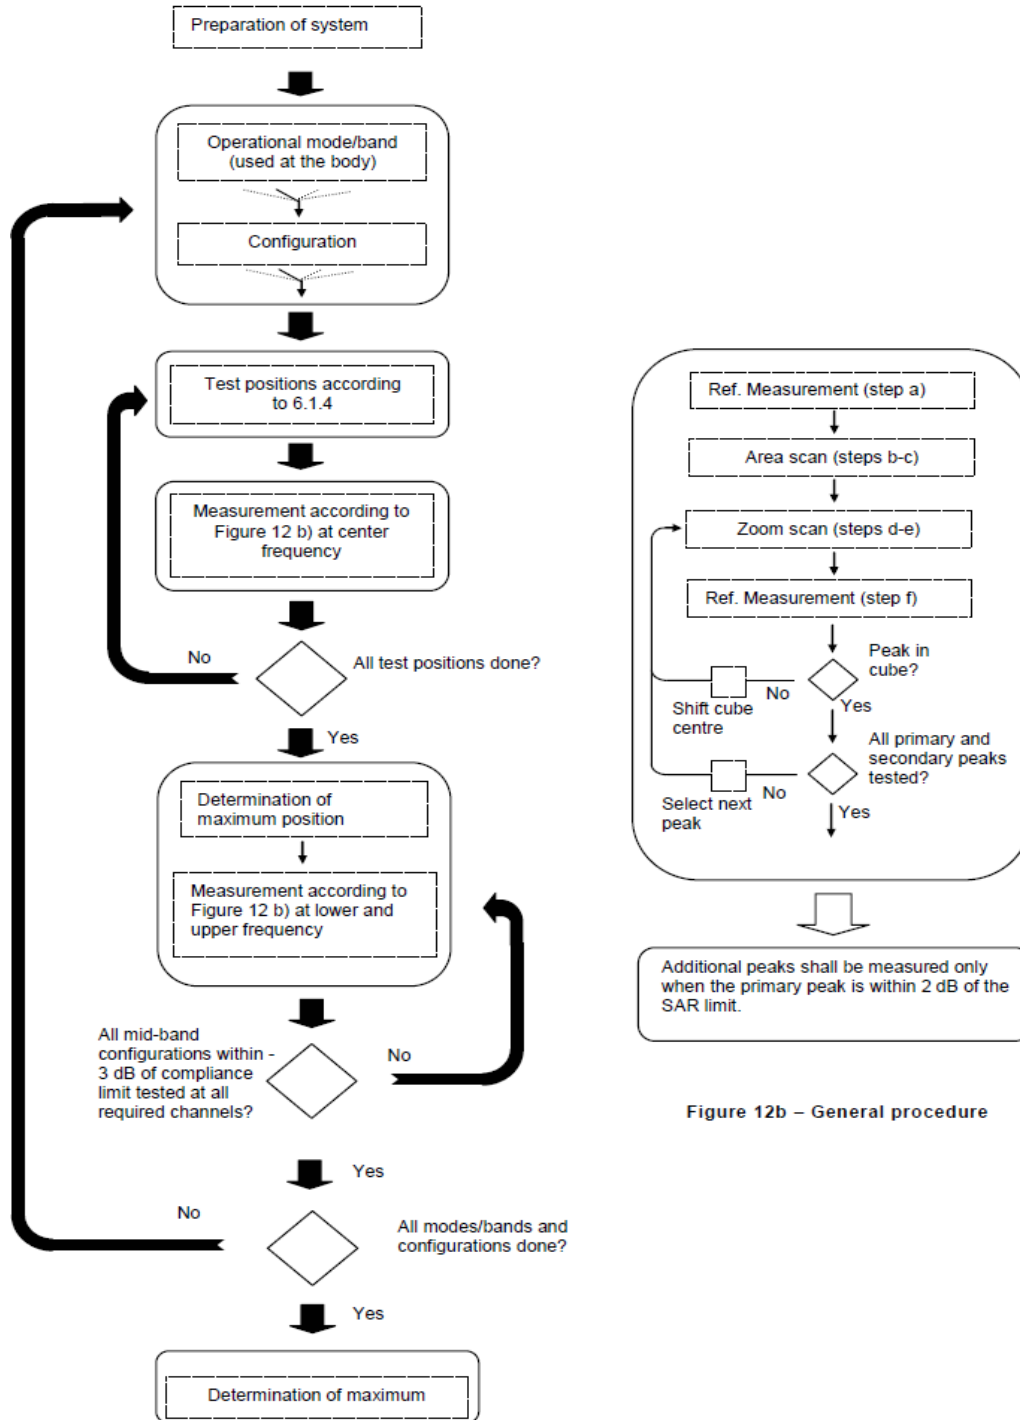 Preparation of system
Operational mode/band
(used at the body)
Configuration
Test positions according
to 6.1.4
Measurement according to
Figure 12 b) at center
frequency
No
All test positions done?
Yes
Determination of
maximum position
Measurement according to
Figure 12 b) at lower and
upper frequency
All mid-band
configurations within -
3 dB of compliance
limit tested at all
required channels?
No
Yes
No
All modes/bands and
configurations done?
Yes
Determination of maximum
Ref. Measurement (step a)
Area scan (steps b-c)
Zoom scan (steps d-e)
Ref. Measurement (step f)
Peak in
cube?
No
Shift cube
centre
Yes
All primary and
secondary peaks
tested?
No
Select next
peak
Yes
Additional peaks shall be measured only
when the primary peak is within 2 dB of the
SAR limit.
Figure 12b – General procedure